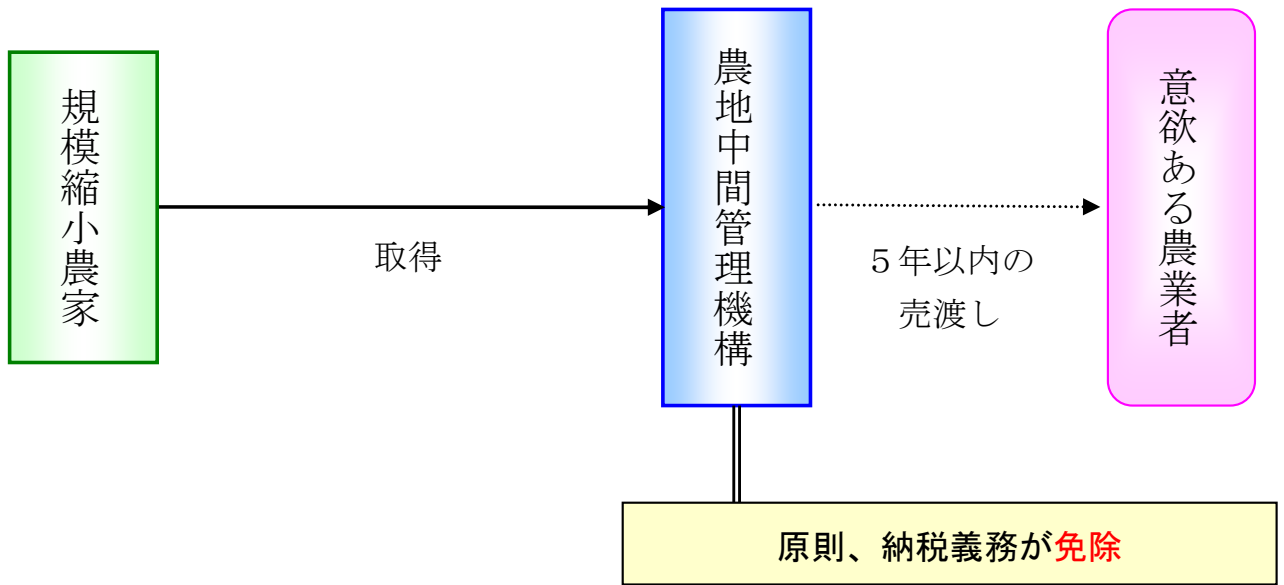 規模縮小農家
取得
農地中間管理機構
５年以内の
売渡し
意欲ある農業者
原則、納税義務が免除